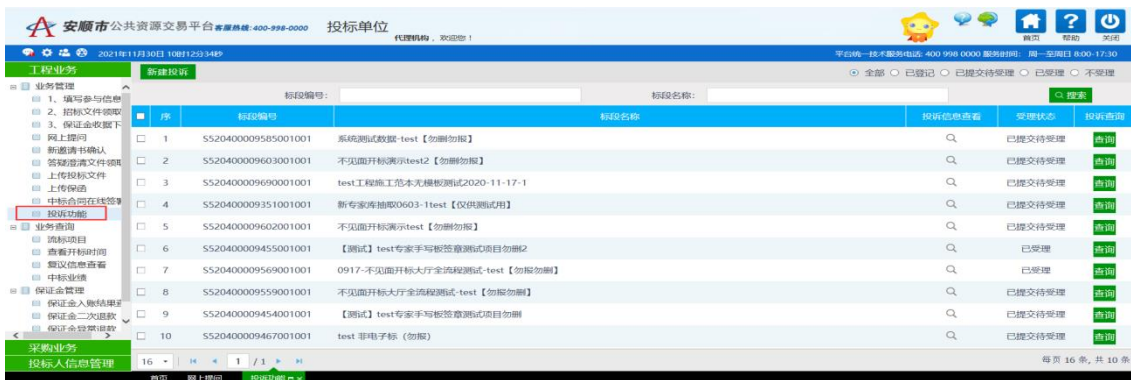 安顺市公共资源交易平台客服热线:400-998-0000 投标单位
代理机构，欢迎您！
首页 帮助 关闭
2021年11月30日 10时12分34秒 平台统一技术服务电话: 400 998 0000 服务时间: 周一至周日 8:00-17:30
工程业务
新建投诉
全部 已登记 已提交待受理 已受理 不受理
业务管理
1、填写参与信息
2、招标文件领取
3、保证金收据下
网上提问
新邀请书确认
答疑澄清文件领取
上传投标文件
上传保函
中标合同在线签署
投诉功能
业务查询
流标项目
查看开标时间
复议信息查看
中标业绩
保证金管理
保证金入账结果查
保证金二次退款
保证金异常退款
采购业务
投标人信息管理
标段编号: 标段名称: 搜索
序 标段编号 标段名称 投诉信息查看 受理状态 投诉查询
1 S520400009585001001 系统测试数据-test【勿删勿报】 已提交待受理 查询
2 S520400009603001001 不见面开标演示test2【勿删勿报】 已提交待受理 查询
3 S520400009690001001 test工程施工范本无模板测试2020-11-17-1 已提交待受理 查询
4 S520400009351001001 新专家库抽取0603-1test【仅供测试用】 已提交待受理 查询
5 S520400009602001001 不见面开标演示test【勿删勿报】 已提交待受理 查询
6 S520400009455001001 【测试】test专家手写板签章测试项目勿删2 已受理 查询
7 S520400009569001001 0917-不见面开标大厅全流程测试-test【勿报勿删】 已受理 查询
8 S520400009559001001 不见面开标大厅全流程测试-test【勿报勿删】 已提交待受理 查询
9 S520400009454001001 【测试】test专家手写板签章测试项目勿删 已提交待受理 查询
10 S520400009467001001 test 非电子标（勿报） 已提交待受理 查询
16 1 / 1 每页 16 条, 共 10 条
首页 网上提问 投诉功能